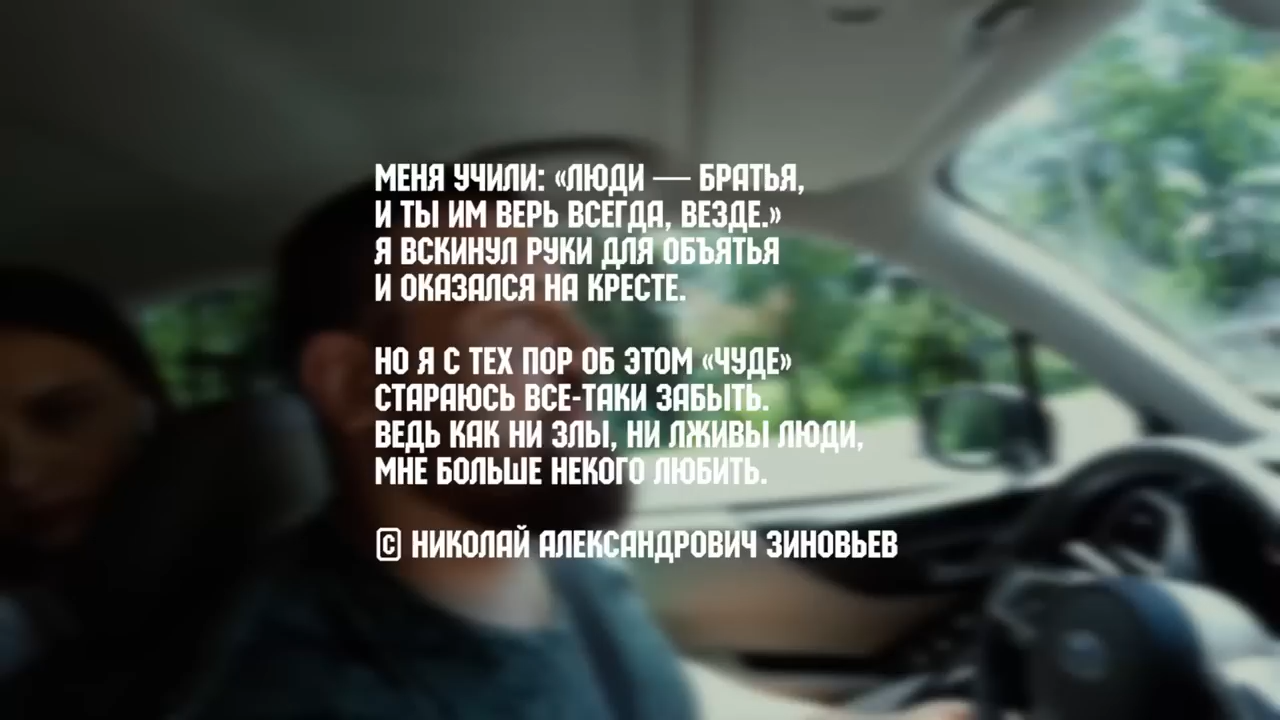 МЕНЯ УЧИЛИ: «ЛЮДИ — БРАТЬЯ,
И ТЫ ИМ ВЕРЬ ВСЕГДА, ВЕЗДЕ.»
Я ВСКИНУЛ РУКИ ДЛЯ ОБЪЯТЬЯ
И ОКАЗАЛСЯ НА КРЕСТЕ.
НО Я С ТЕХ ПОР ОБ ЭТОМ «ЧУДЕ»
СТАРАЮСЬ ВСЕ-ТАКИ ЗАБЫТЬ.
ВЕДЬ КАК НИ ЗЛЫ, НИ ЛЖИВЫ ЛЮДИ,
МНЕ БОЛЬШЕ НЕКОГО ЛЮБИТЬ.
© НИКОЛАЙ АЛЕКСАНДРОВИЧ ЗИНОВЬЕВ